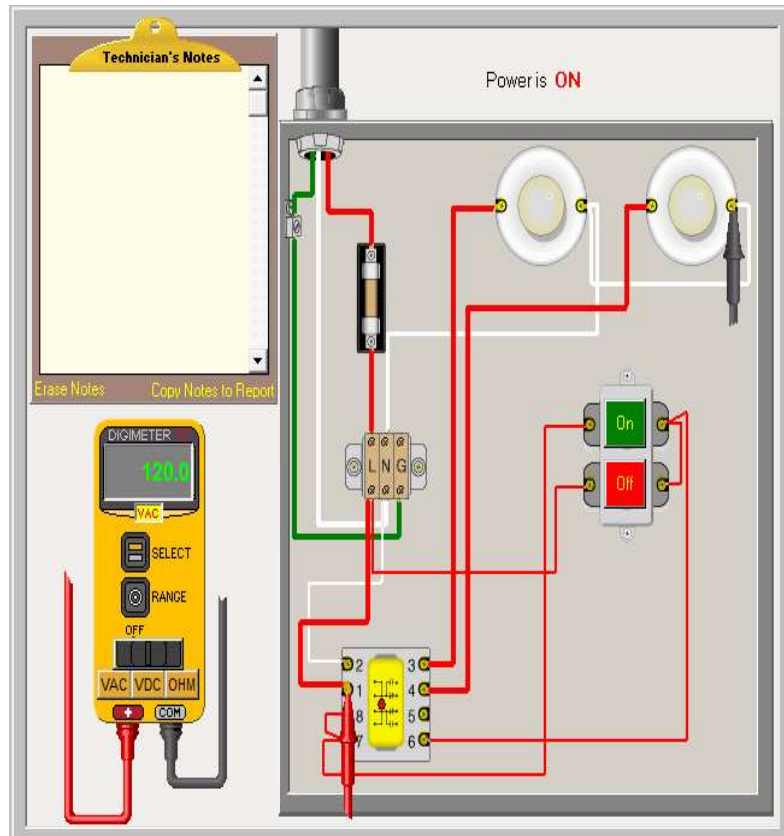 Technician's Notes
Power is ON
Erase Notes Copy Notes to Report
DIGIMETER
120.0
VAC
SELECT
RANGE
OFF
VAC VDC OHM
+ COM
L N G
On
Off
2 3
1 4
8 5
7 6